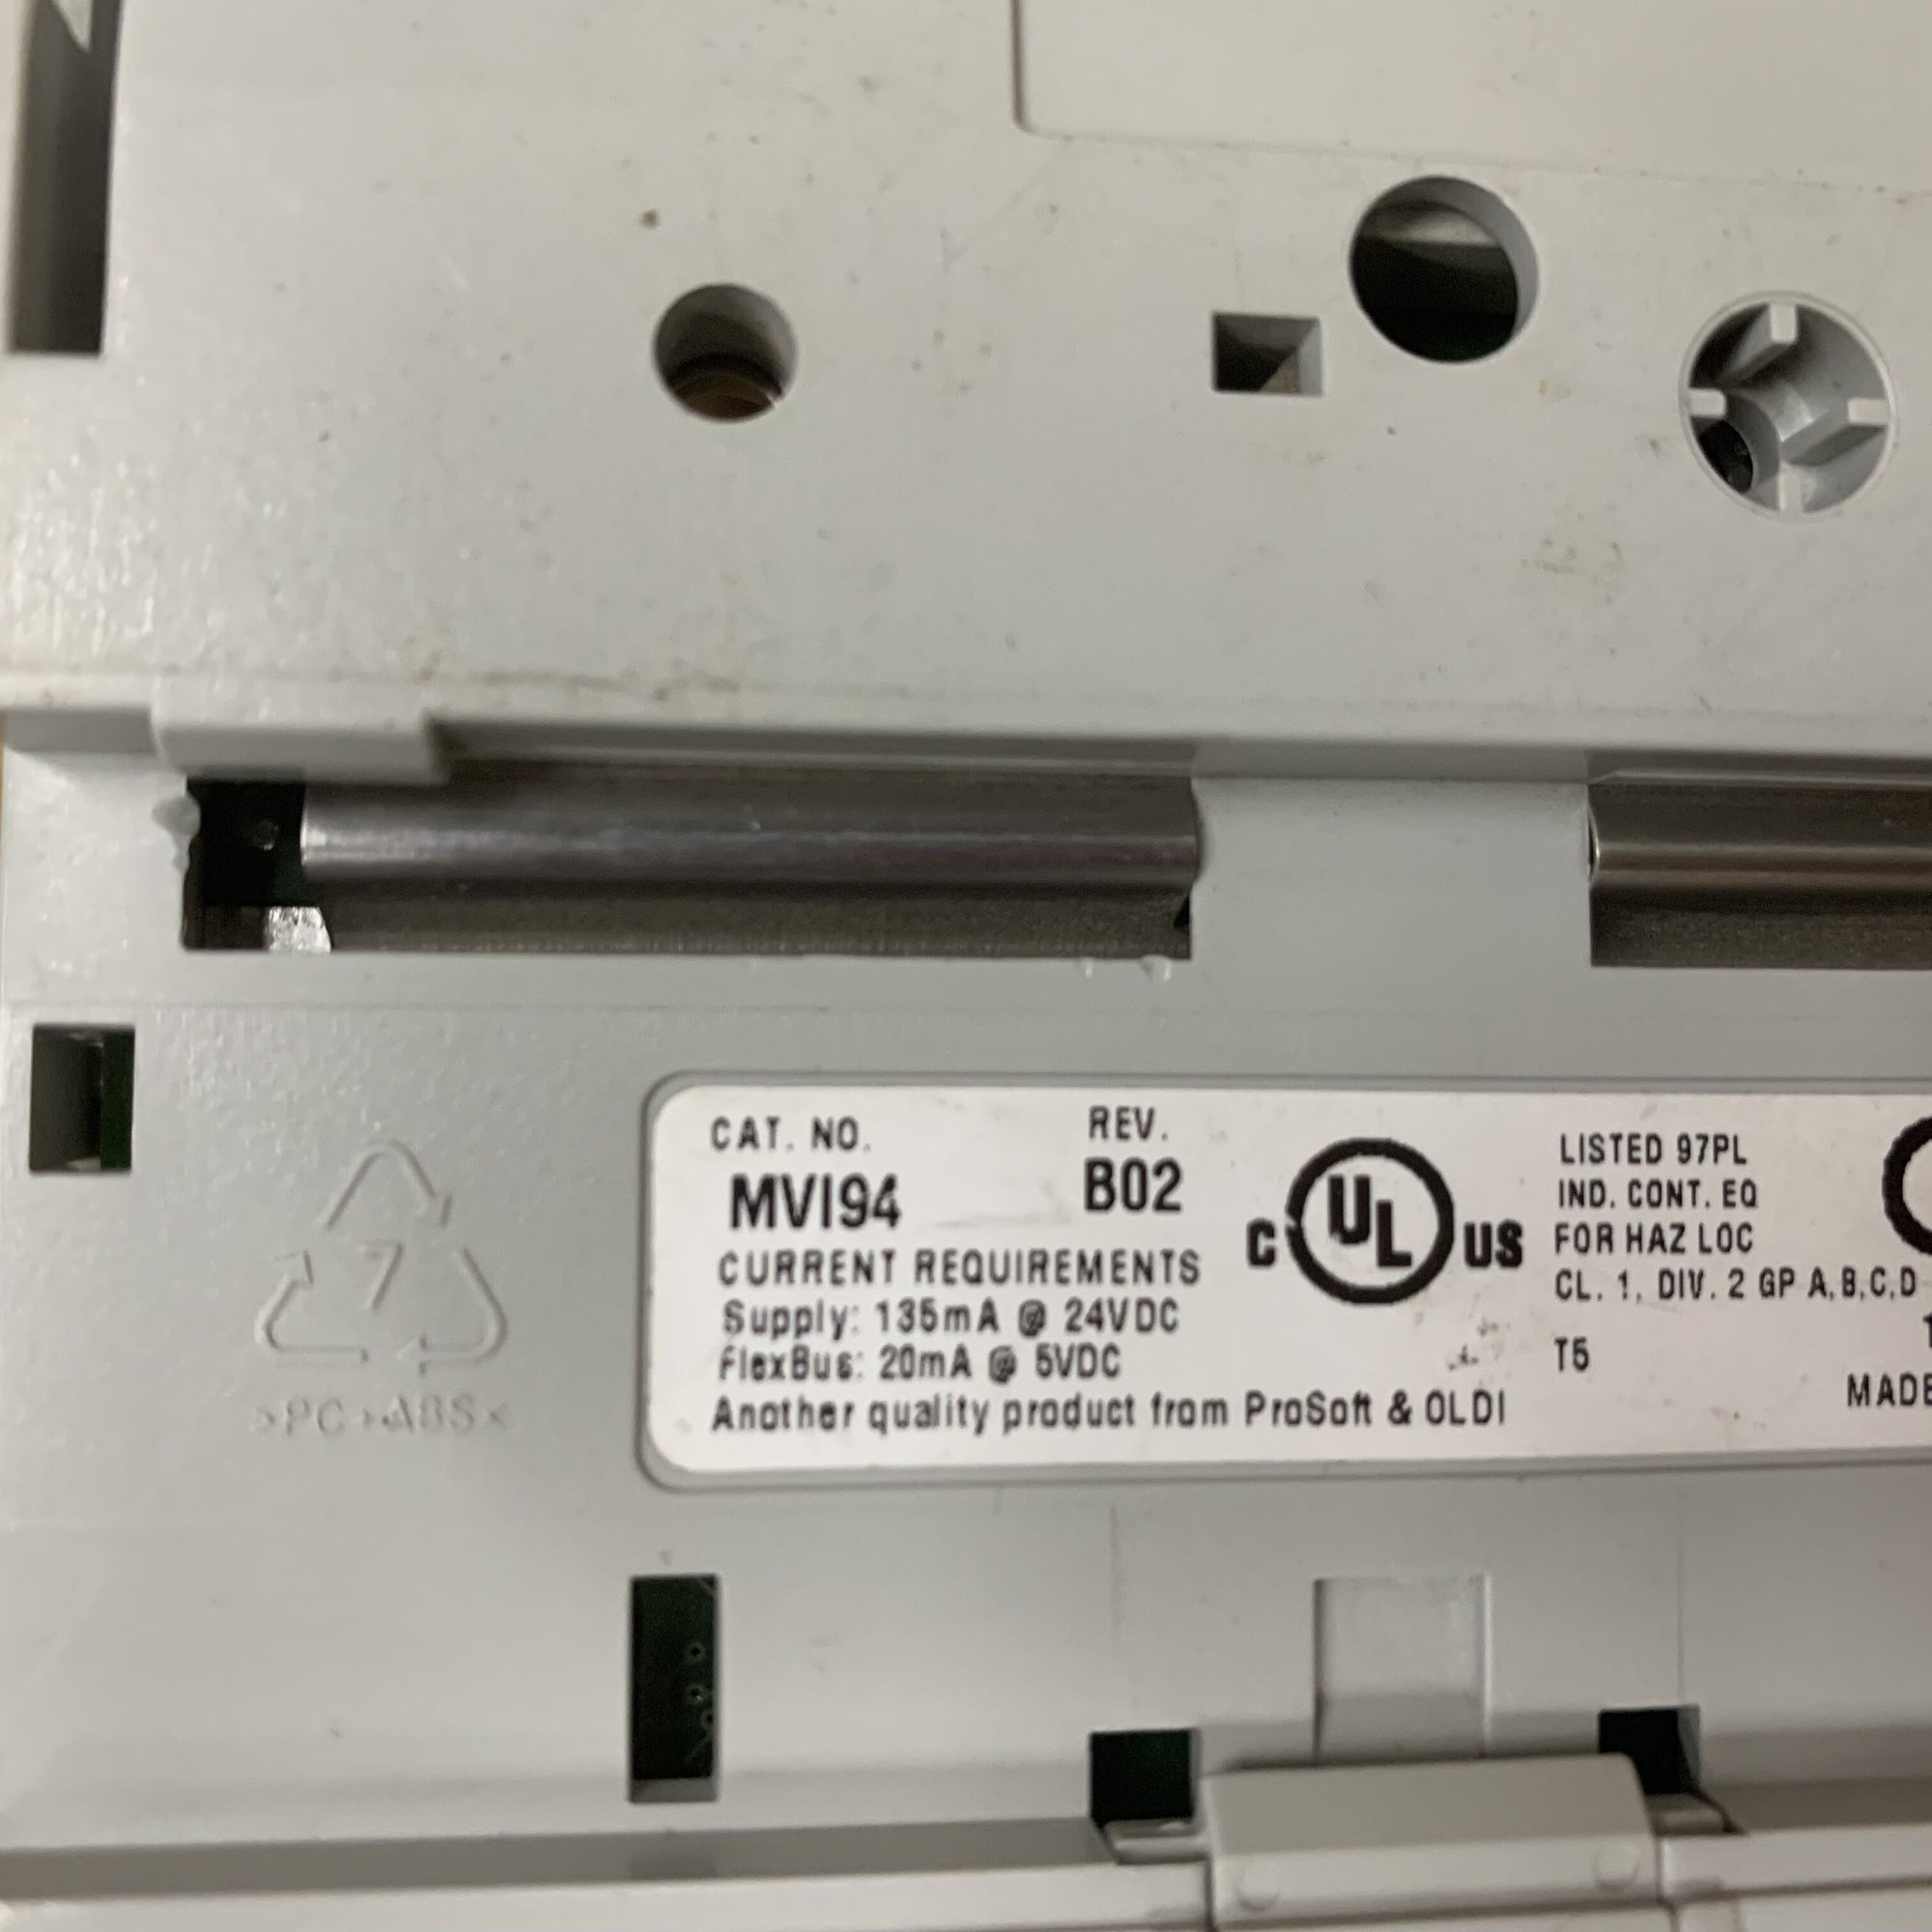 CAT. NO. REV.
MVI94 B02
CURRENT REQUIREMENTS
Supply: 135mA @ 24VDC
FlexBus: 20mA @ 5VDC
Another quality product from ProSoft & OLDI
C UL US
LISTED 97PL
IND. CONT. EQ
FOR HAZ LOC
CL. 1, DIV. 2 GP A,B,C,D
T5
MADE
7
>PC+ABS<